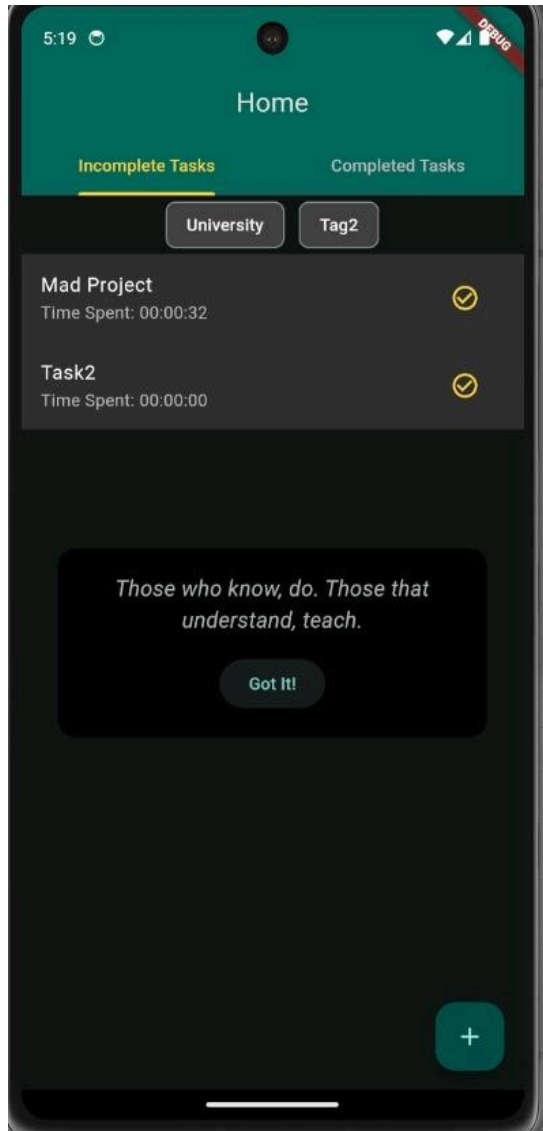 5:19
DEBUG
Home
Incomplete Tasks Completed Tasks
University Tag2
Mad Project
Time Spent: 00:00:32
Task2
Time Spent: 00:00:00
Those who know, do. Those that
understand, teach.
Got It!
+